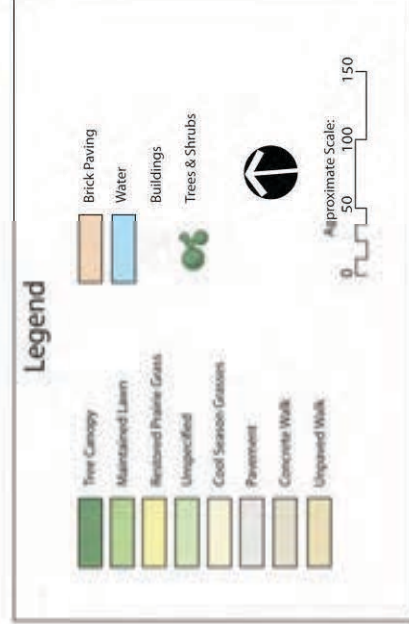 Legend
Tree Canopy
Maintained Lawn
Restored Prairie Grass
Unspecified
Cool Season Grasses
Pavement
Concrete Walk
Unpaved Walk
Brick Paving
Water
Buildings
Trees & Shrubs
Approximate Scale:
0 50 100 150